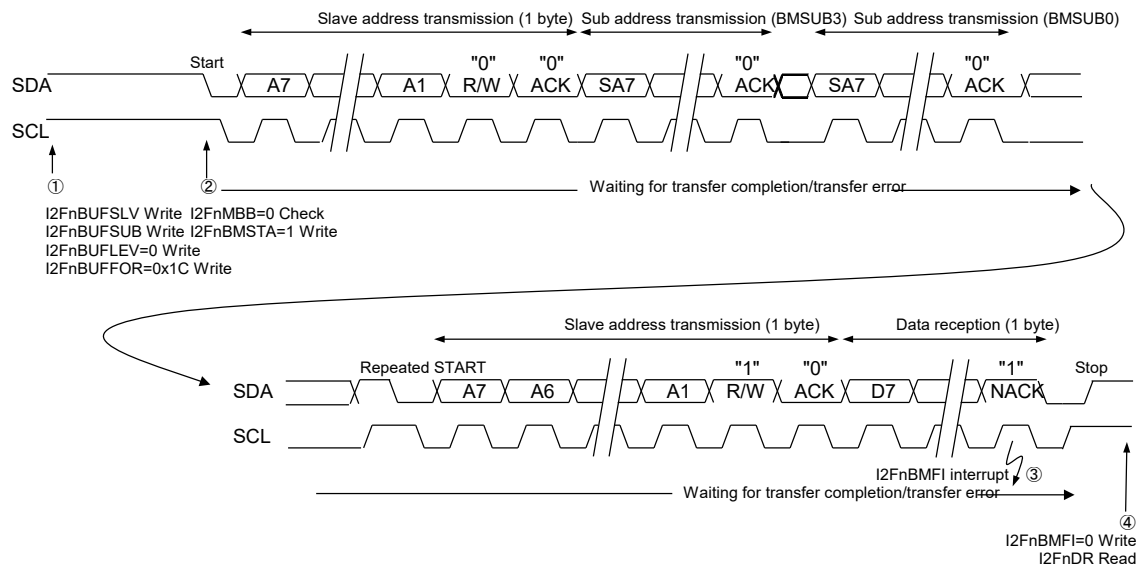 Slave address transmission (1 byte) Sub address transmission (BMSUB3) Sub address transmission (BMSUB0)
Start "0" "0" "0" "0"
SDA A7 A1 R/W ACK SA7 ACK SA7 ACK
SCL
① ② Waiting for transfer completion/transfer error
I2FnBUFSLV Write I2FnMBB=0 Check
I2FnBUFSUB Write I2FnBMSTA=1 Write
I2FnBUFLEV=0 Write
I2FnBUFFOR=0x1C Write
Slave address transmission (1 byte) Data reception (1 byte)
Repeated START "1" "0" "1" Stop
SDA A7 A6 A1 R/W ACK D7 NACK
SCL
I2FnBMFI interrupt ③
Waiting for transfer completion/transfer error
④
I2FnBMFI=0 Write
I2FnDR Read